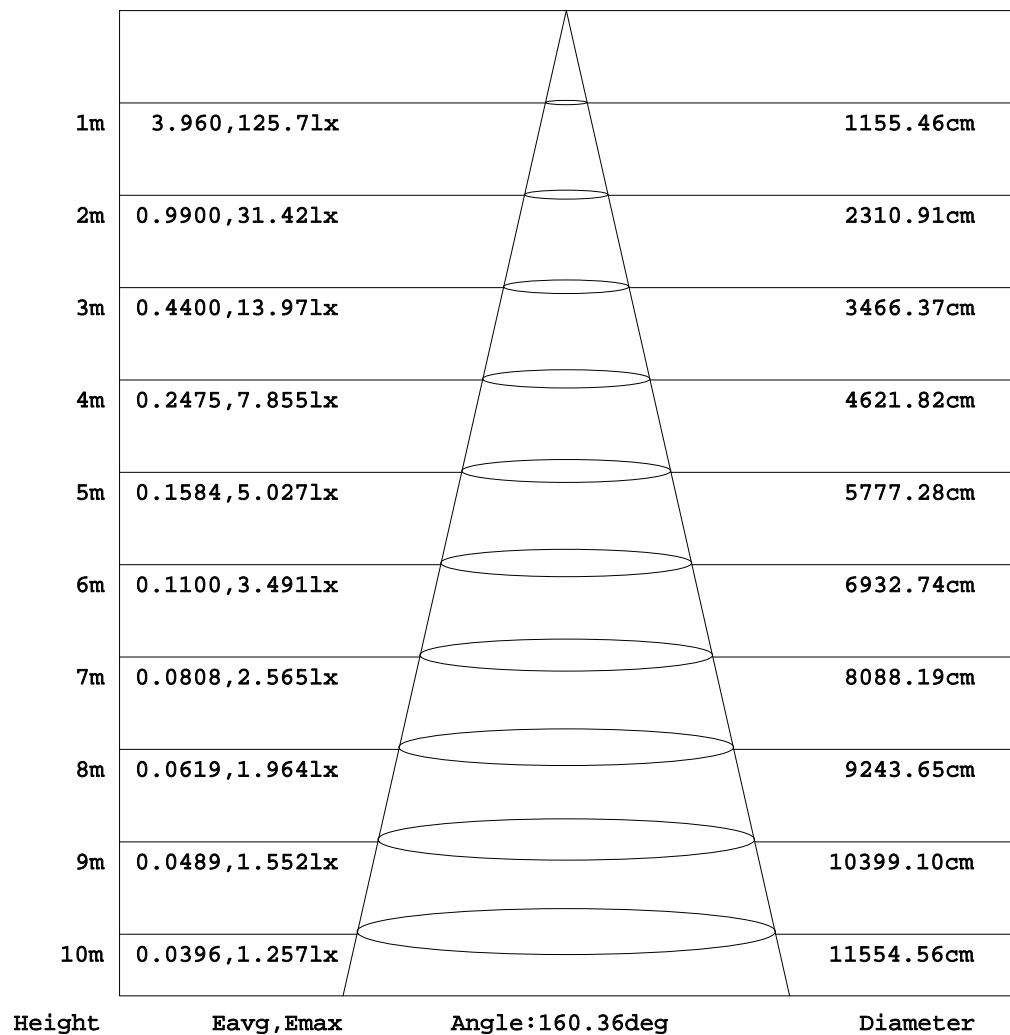 1m 3.960,125.7lx 1155.46cm
2m 0.9900,31.42lx 2310.91cm
3m 0.4400,13.97lx 3466.37cm
4m 0.2475,7.855lx 4621.82cm
5m 0.1584,5.027lx 5777.28cm
6m 0.1100,3.491lx 6932.74cm
7m 0.0808,2.565lx 8088.19cm
8m 0.0619,1.964lx 9243.65cm
9m 0.0489,1.552lx 10399.10cm
10m 0.0396,1.257lx 11554.56cm
Height Eavg,Emax Angle:160.36deg Diameter